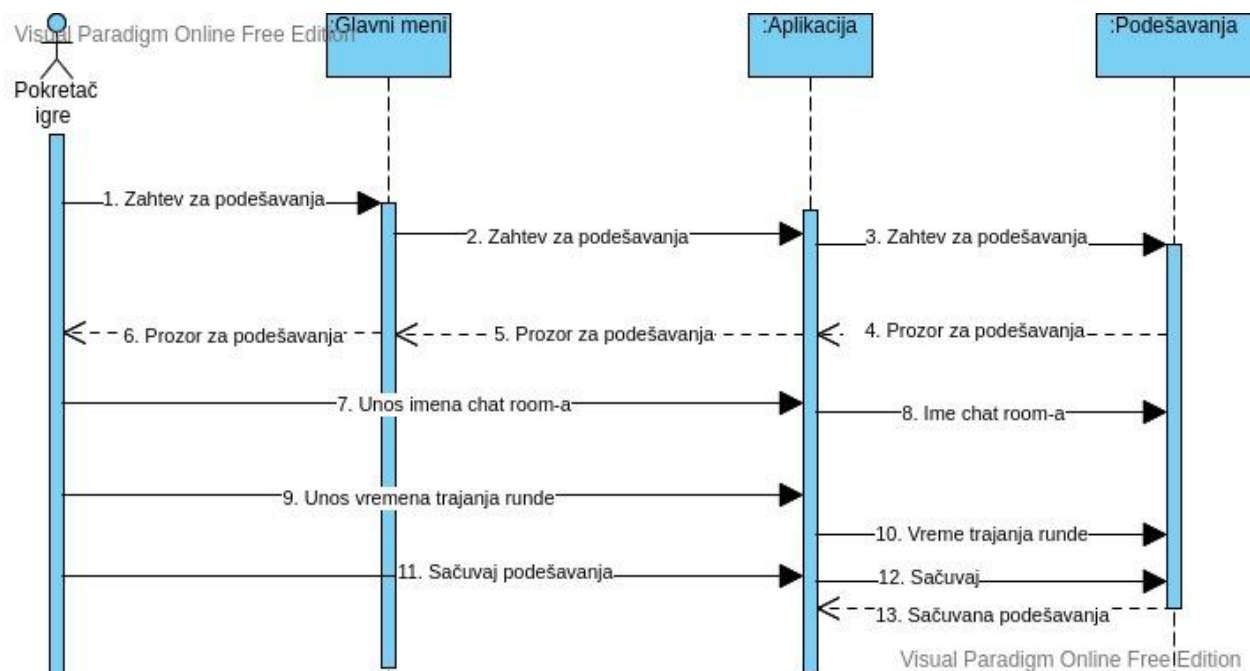 Visual Paradigm Online Free Edition
:Glavni meni
:Aplikacija
:Podešavanja
Pokretač
igre
1. Zahtev za podešavanja
2. Zahtev za podešavanja
3. Zahtev za podešavanja
6. Prozor za podešavanja
5. Prozor za podešavanja
4. Prozor za podešavanja
7. Unos imena chat room-a
8. Ime chat room-a
9. Unos vremena trajanja runde
10. Vreme trajanja runde
11. Sačuvaj podešavanja
12. Sačuvaj
13. Sačuvana podešavanja
Visual Paradigm Online Free Edition